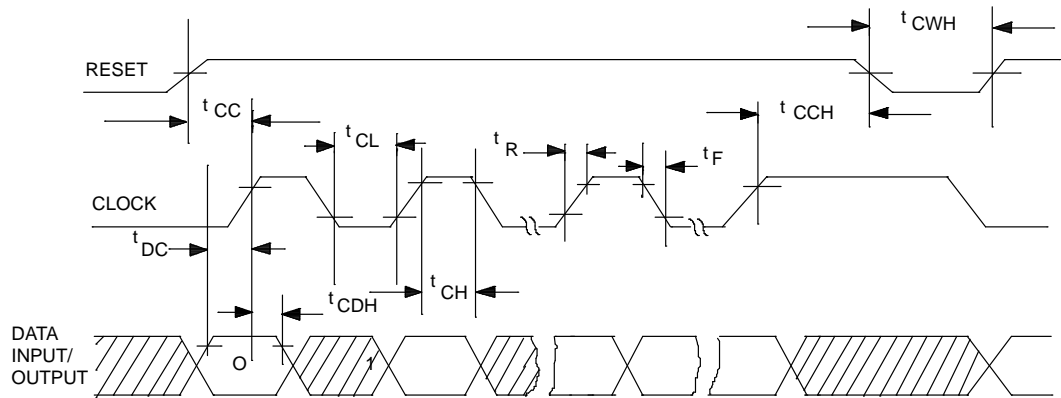 t CWH
RESET
t CC
t CCH
t CL
t R
t F
CLOCK
t DC
t CDH
t CH
DATA
INPUT/
OUTPUT
O
1